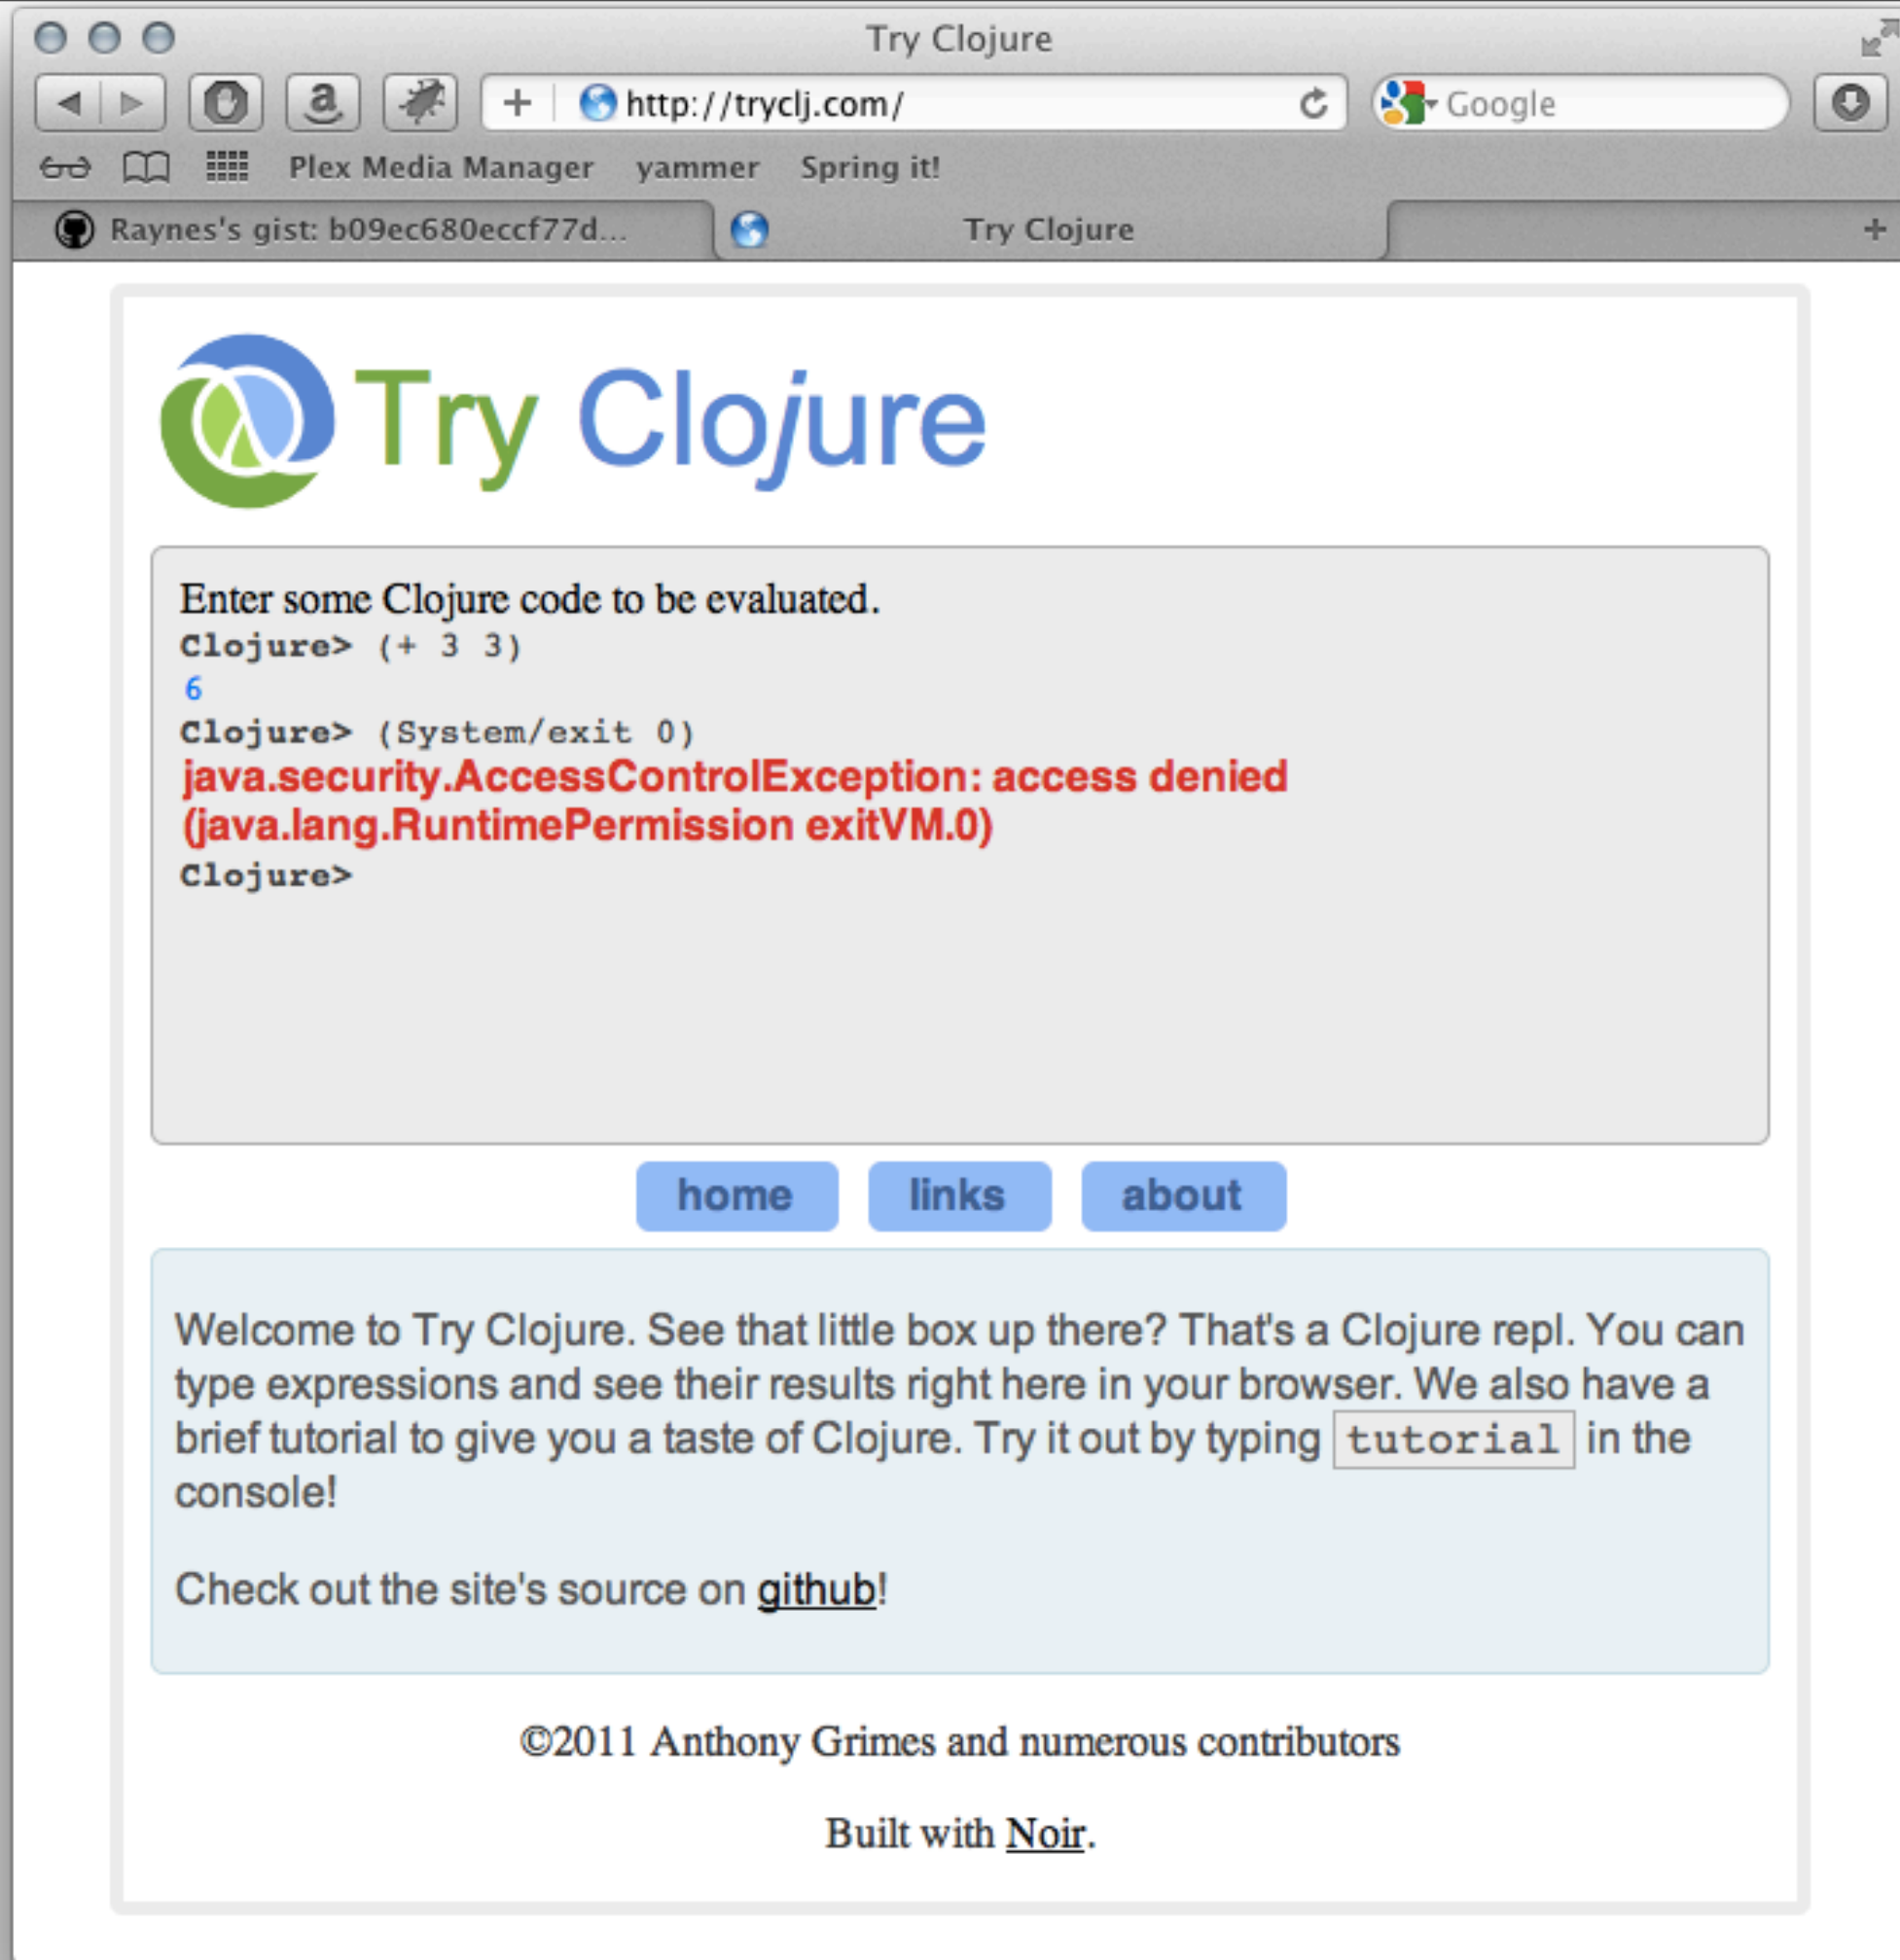 Try Clojure
http://tryclj.com/
Google
Plex Media Manager yammer Spring it!
Raynes's gist: b09ec680eccf77d...
Try Clojure
Try Clojure
Enter some Clojure code to be evaluated.
Clojure> (+ 3 3)
6
Clojure> (System/exit 0)
java.security.AccessControlException: access denied
(java.lang.RuntimePermission exitVM.0)
Clojure>
home links about
Welcome to Try Clojure. See that little box up there? That's a Clojure repl. You can
type expressions and see their results right here in your browser. We also have a
brief tutorial to give you a taste of Clojure. Try it out by typing tutorial in the
console!
Check out the site's source on github!
©2011 Anthony Grimes and numerous contributors
Built with Noir.